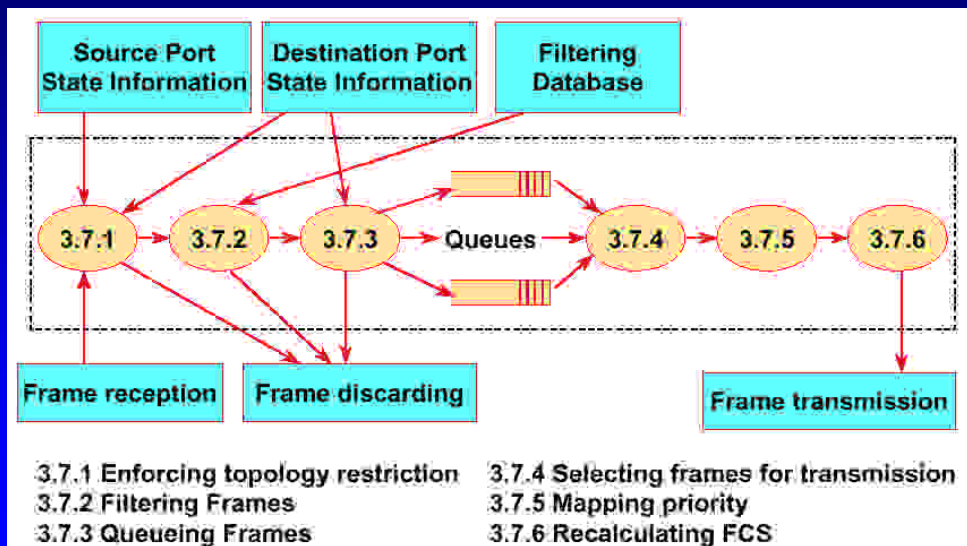 Source Port
State Information
Destination Port
State Information
Filtering
Database
3.7.1
3.7.2
3.7.3
Queues
3.7.4
3.7.5
3.7.6
Frame reception
Frame discarding
Frame transmission
3.7.1 Enforcing topology restriction
3.7.2 Filtering Frames
3.7.3 Queueing Frames
3.7.4 Selecting frames for transmission
3.7.5 Mapping priority
3.7.6 Recalculating FCS